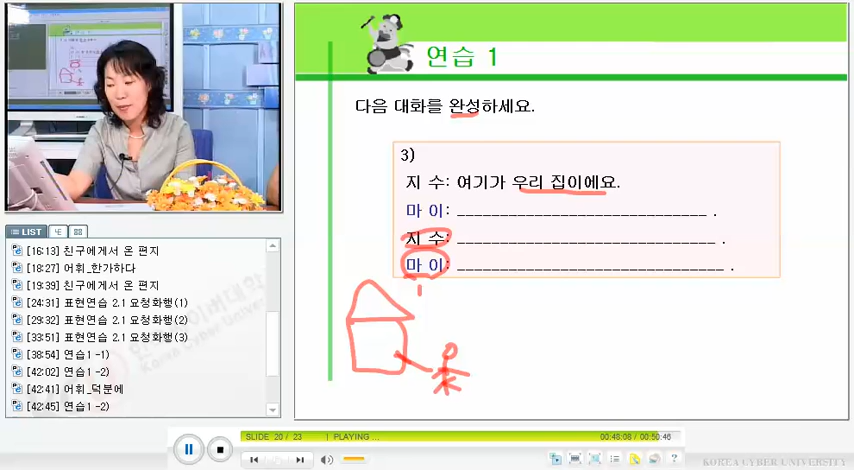 연습 1
다음 대화를 완성하세요.
3)
지 수: 여기가 우리 집이에요.
마 이: ______________________________ .
지 수: ______________________________ .
마 이: ______________________________ .
LIST
[16:13] 친구에게서 온 편지
[18:27] 어휘_한가하다
[19:39] 친구에게서 온 편지
[24:31] 표현연습 2.1 요청화행(1)
[29:32] 표현연습 2.1 요청화행(2)
[33:51] 표현연습 2.1 요청화행(3)
[38:54] 연습1 -1)
[42:02] 연습1 -2)
[42:41] 어휘_덕분에
[42:45] 연습1 -2)
SLIDE 20 / 23 | PLAYING ...
00:48:08 / 00:50:46
KOREA CYBER UNIVERSITY